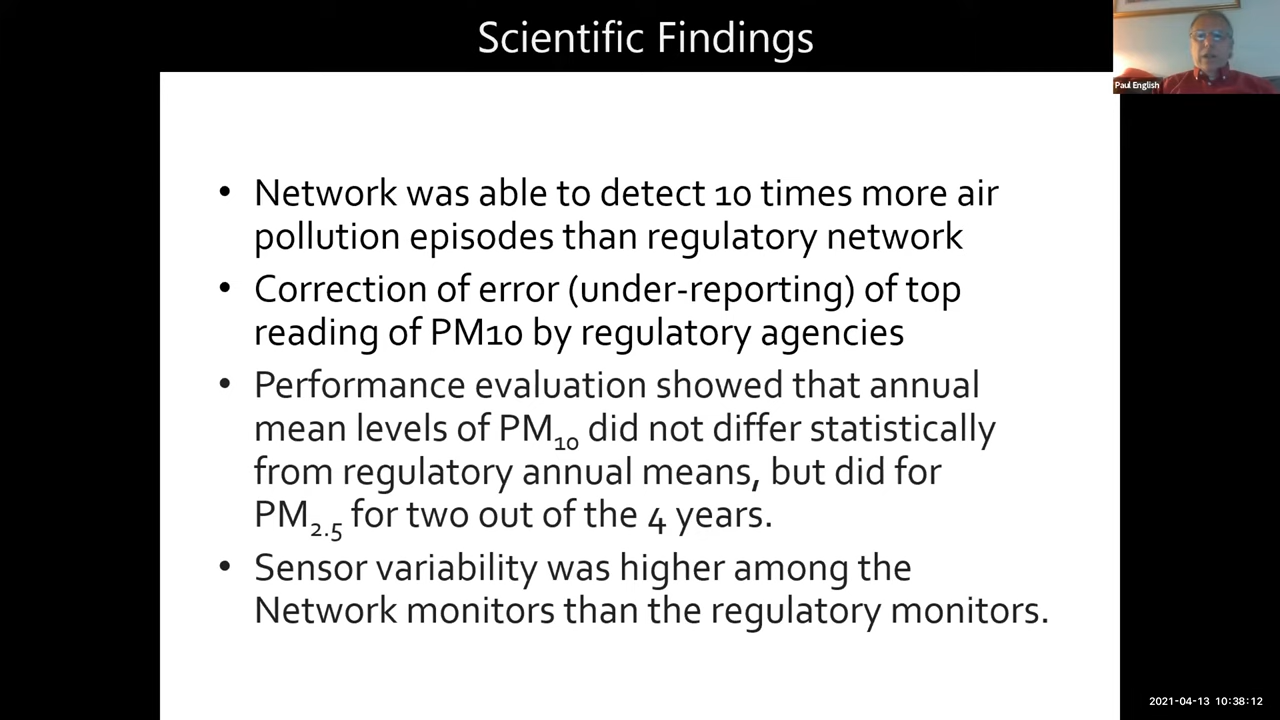 Scientific Findings
Paul English
• Network was able to detect 10 times more air
pollution episodes than regulatory network
• Correction of error (under-reporting) of top
reading of PM10 by regulatory agencies
• Performance evaluation showed that annual
mean levels of PM10 did not differ statistically
from regulatory annual means, but did for
PM2.5 for two out of the 4 years.
• Sensor variability was higher among the
Network monitors than the regulatory monitors.
2021-04-13 10:38:12